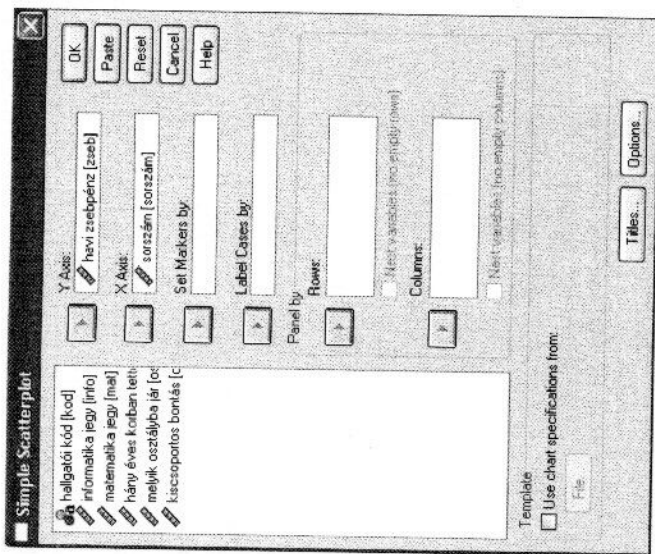 Simple Scatterplot
hallgatói kód [kod]
informatika jegy [info]
matematika jegy [mat]
hány éves korban tett
melyik osztályba jár [os
kiscsoportos bontás [c
Y Axis:
havi zsebpénz [zseb]
X Axis:
sorszám [sorszám]
Set Markers by:
Label Cases by:
Panel by
Rows:
Nest variables (no empty rows)
Columns:
Nest variables (no empty columns)
OK
Paste
Reset
Cancel
Help
Template
Use chart specifications from:
File...
Titles...
Options...